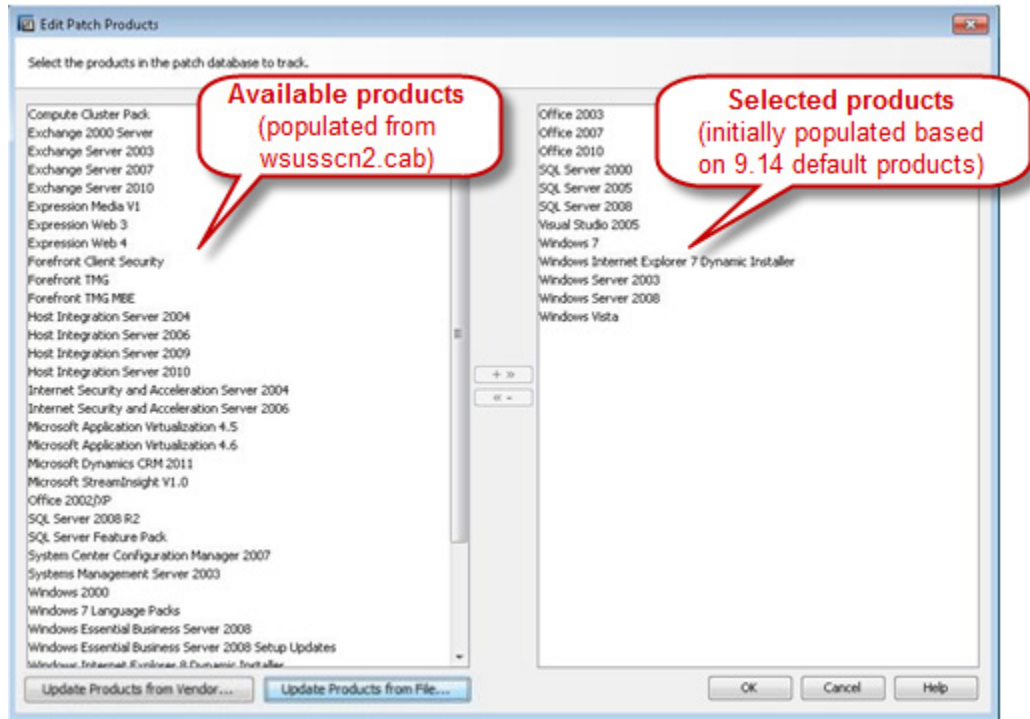 Edit Patch Products
Select the products in the patch database to track.
Available products
(populated from
wsusscn2.cab)
Selected products
(initially populated based
on 9.14 default products)
Compute Cluster Pack
Exchange 2000 Server
Exchange Server 2003
Exchange Server 2007
Exchange Server 2010
Expression Media V1
Expression Web 3
Expression Web 4
Forefront Client Security
Forefront TMG
Forefront TMG MBE
Host Integration Server 2004
Host Integration Server 2006
Host Integration Server 2009
Host Integration Server 2010
Internet Security and Acceleration Server 2004
Internet Security and Acceleration Server 2006
Microsoft Application Virtualization 4.5
Microsoft Application Virtualization 4.6
Microsoft Dynamics CRM 2011
Microsoft StreamInsight V1.0
Office 2002/XP
SQL Server 2008 R2
SQL Server Feature Pack
System Center Configuration Manager 2007
Systems Management Server 2003
Windows 2000
Windows 7 Language Packs
Windows Essential Business Server 2008
Windows Essential Business Server 2008 Setup Updates
Windows Internet Explorer 8 Dynamic Installer
+ »
« -
Office 2003
Office 2007
Office 2010
SQL Server 2000
SQL Server 2005
SQL Server 2008
Visual Studio 2005
Windows 7
Windows Internet Explorer 7 Dynamic Installer
Windows Server 2003
Windows Server 2008
Windows Vista
Update Products from Vendor...
Update Products from File...
OK
Cancel
Help